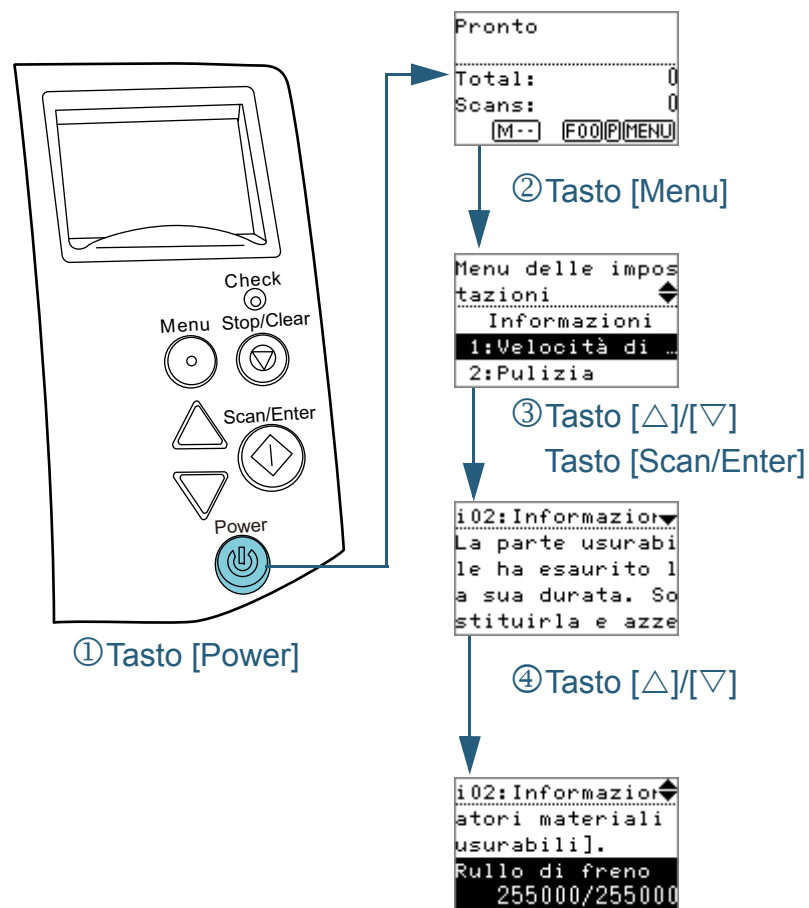 Check
Menu Stop/Clear
Scan/Enter
Power
①Tasto [Power]
Pronto
Total: 0
Scans: 0
M-- F00 P MENU
②Tasto [Menu]
Menu delle impos
tazioni
Informazioni
1:Velocità di …
2:Pulizia
③Tasto [△]/[▽]
Tasto [Scan/Enter]
i02:Informazion
La parte usurabi
le ha esaurito l
a sua durata. So
stituirla e azze
④Tasto [△]/[▽]
i02:Informazion
atori materiali
usurabili].
Rullo di freno
255000/255000